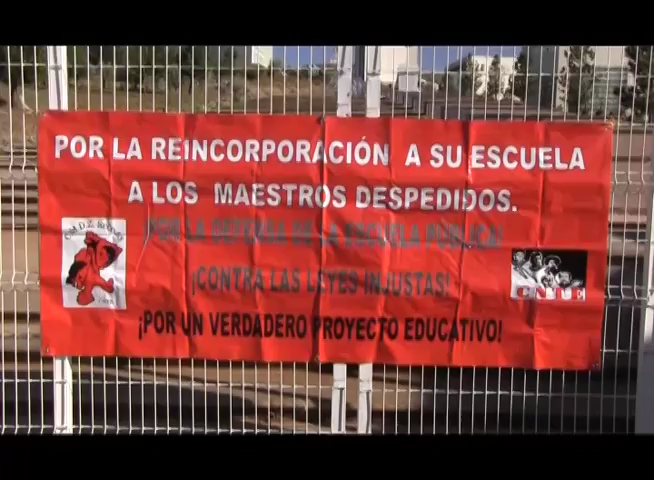 POR LA REINCORPORACIÓN A SU ESCUELA
A LOS MAESTROS DESPEDIDOS.
¡POR LA DEFENSA DE LA ESCUELA PÚBLICA!
¡CONTRA LAS LEYES INJUSTAS!
¡POR UN VERDADERO PROYECTO EDUCATIVO!
CNTE